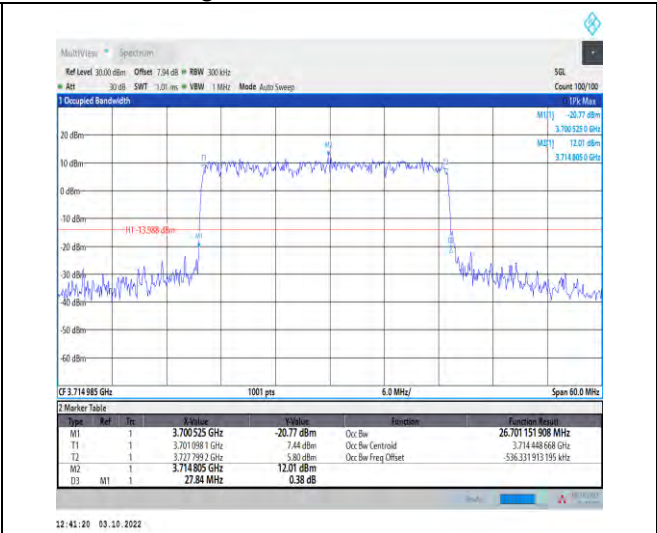 MultiView Spectrum
Ref Level 30.00 dBm Offset 7.94 dB RBW 300 kHz SGL
Att 30 dB SWT 1.01 ms VBW 1 MHz Mode Auto Sweep Count 100/100
1 Occupied Bandwidth 1Pk Max
M1[1] -20.77 dBm
3.700 525 0 GHz
M2[1] 12.01 dBm
3.714 805 0 GHz
20 dBm
M2
T1
10 dBm
0 dBm
-10 dBm
H1 -13.988 dBm
M1
-20 dBm
-30 dBm
-40 dBm
-50 dBm
-60 dBm
CF 3.714 985 GHz 1001 pts 6.0 MHz/ Span 60.0 MHz
2 Marker Table
Type Ref Trc X-Value Y-Value Function Function Result
M1 1 3.700 525 GHz -20.77 dBm Occ Bw 26.701 151 908 MHz
T1 1 3.701 098 1 GHz 7.44 dBm Occ Bw Centroid 3.714 448 668 GHz
T2 1 3.727 799 2 GHz 5.80 dBm Occ Bw Freq Offset -536.331 913 195 kHz
M2 1 3.714 805 GHz 12.01 dBm
D3 M1 1 27.84 MHz 0.38 dB
12:41:20 03.10.2022